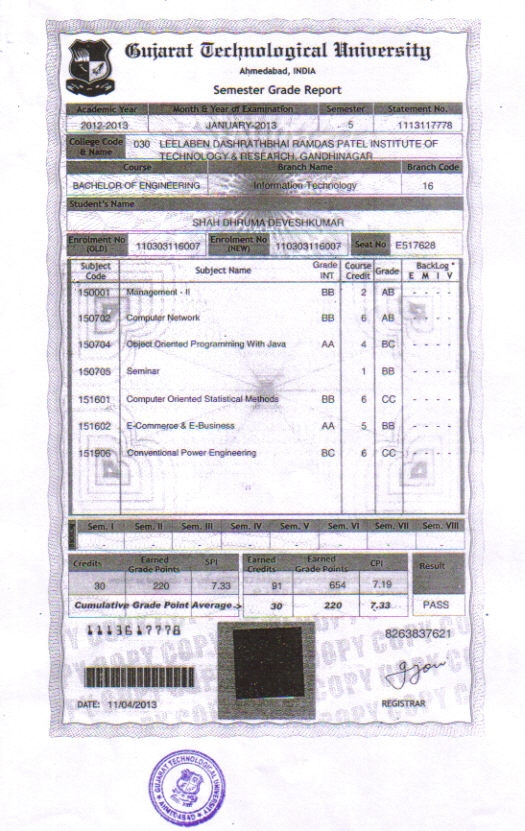 Gujarat Technological University
Ahmedabad, INDIA
Semester Grade Report
Academic Year Month & Year of Examination Semester Statement No.
2012-2013 JANUARY-2013 5 1113117778
College Code & Name 030 LEELABEN DASHRATHBHAI RAMDAS PATEL INSTITUTE OF
TECHNOLOGY & RESEARCH, GANDHINAGAR
Course Branch Name Branch Code
BACHELOR OF ENGINEERING Information Technology 16
Student's Name
SHAH DHRUMA DEVESHKUMAR
Enrolment No (OLD) 110303116007 Enrolment No (NEW) 110303116007 Seat No E517628
Subject Code Subject Name Grade INT Course Credit Grade BackLog *
E M I V
150001 Management - II BB 2 AB - - - -
150702 Computer Network BB 6 AB - - - -
150704 Object Oriented Programming With Java AA 4 BC - - - -
150705 Seminar 1 BB - - - -
151601 Computer Oriented Statistical Methods BB 6 CC - - - -
151602 E-Commerce & E-Business AA 5 BB - - - -
151906 Conventional Power Engineering BC 6 CC - - - -
Sem. I Sem. II Sem. III Sem. IV Sem. V Sem. VI Sem. VII Sem. VIII
- - - - - - - -
Credits Earned Grade Points SPI Earned Credits Earned Grade Points CPI Result
30 220 7.33 91 654 7.19
Cumulative Grade Point Average.> 30 220 7.33 PASS
8263837621
COPY COPY COPY
DATE: 11/04/2013 REGISTRAR
GUJARAT TECHNOLOGICAL UNIVERSITY
AHMEDABAD